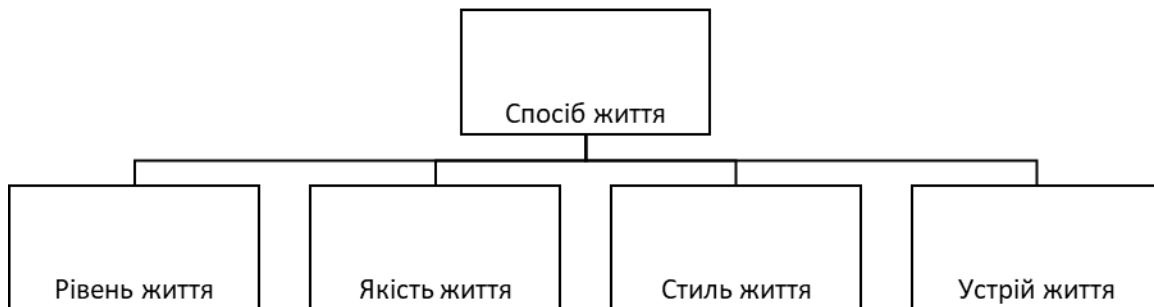 Спосіб життя
Рівень життя
Якість життя
Стиль життя
Устрій життя